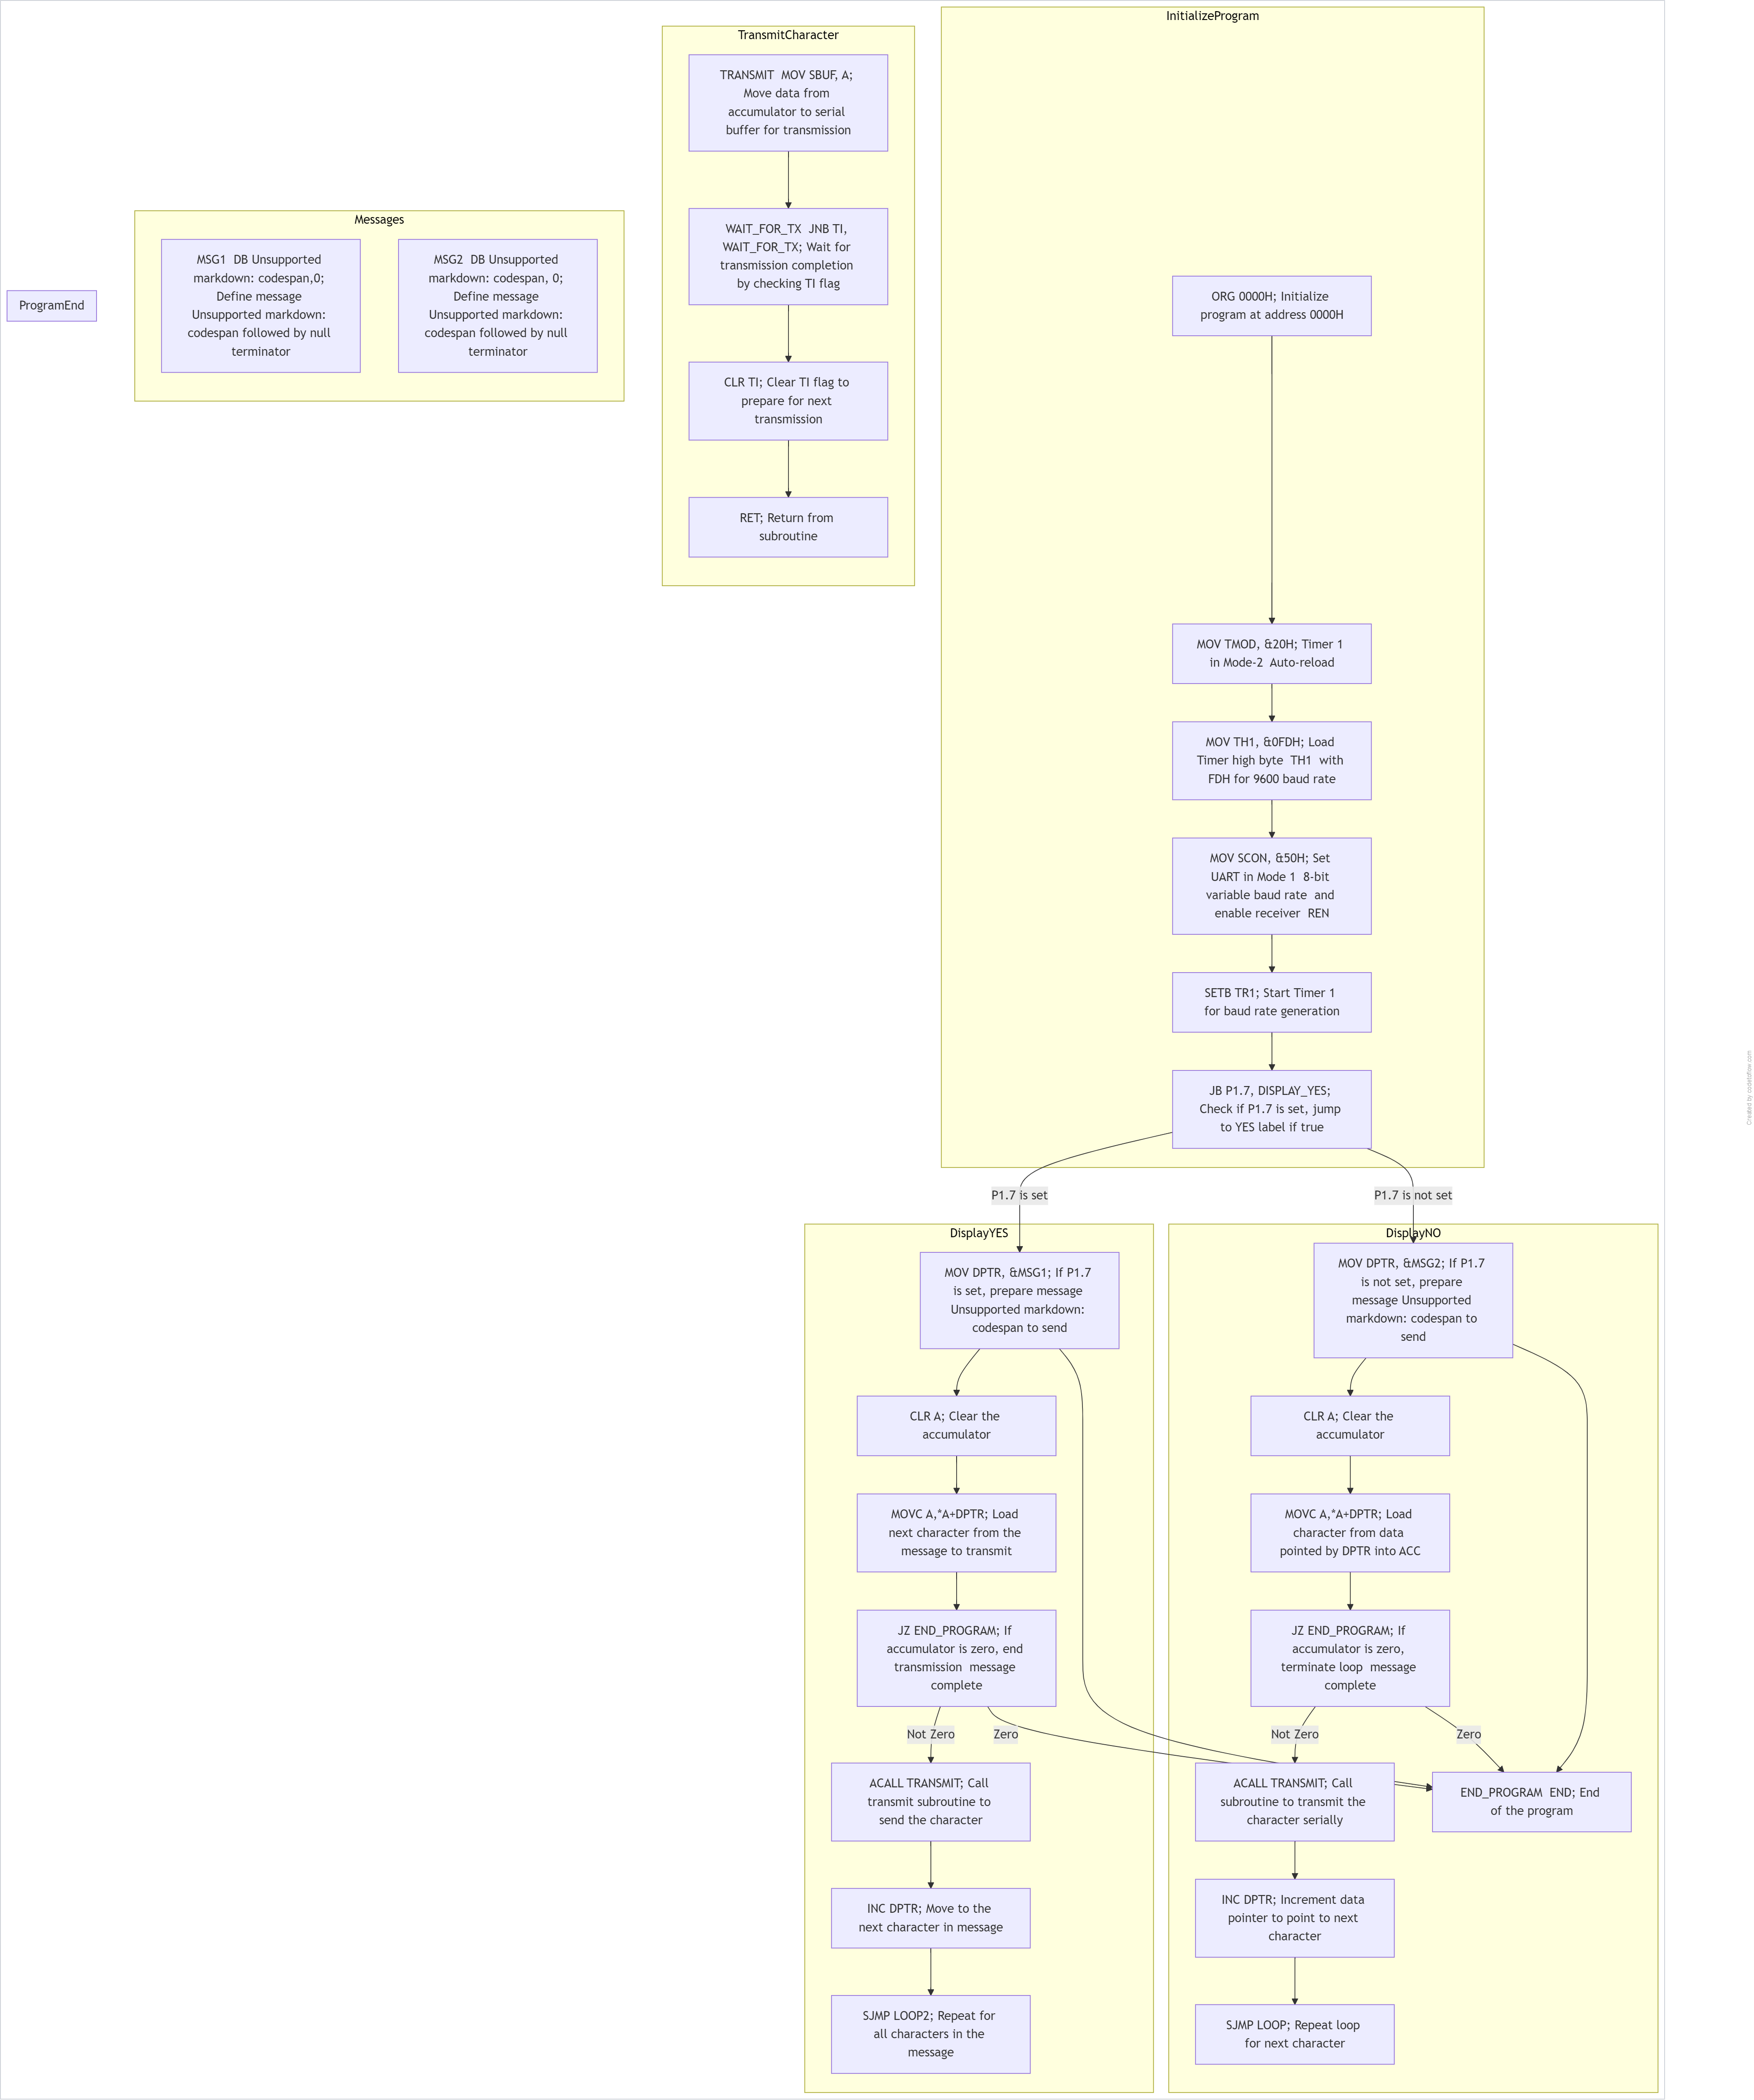 InitializeProgram
TransmitCharacter
TRANSMIT  MOV SBUF, A;
Move data from
accumulator to serial
buffer for transmission
WAIT_FOR_TX  JNB TI,
WAIT_FOR_TX; Wait for
transmission completion
by checking TI flag
CLR TI; Clear TI flag to
prepare for next
transmission
RET; Return from
subroutine
Messages
MSG1  DB Unsupported
markdown: codespan,0;
Define message
Unsupported markdown:
codespan followed by null
terminator
MSG2  DB Unsupported
markdown: codespan, 0;
Define message
Unsupported markdown:
codespan followed by null
terminator
ProgramEnd
ORG 0000H; Initialize
program at address 0000H
MOV TMOD, &20H; Timer 1
in Mode-2  Auto-reload
MOV TH1, &0FDH; Load
Timer high byte  TH1  with
FDH for 9600 baud rate
MOV SCON, &50H; Set
UART in Mode 1  8-bit
variable baud rate  and
enable receiver  REN
SETB TR1; Start Timer 1
for baud rate generation
JB P1.7, DISPLAY_YES;
Check if P1.7 is set, jump
to YES label if true
P1.7 is set
P1.7 is not set
DisplayYES
MOV DPTR, &MSG1; If P1.7
is set, prepare message
Unsupported markdown:
codespan to send
CLR A; Clear the
accumulator
MOVC A,*A+DPTR; Load
next character from the
message to transmit
JZ END_PROGRAM; If
accumulator is zero, end
transmission  message
complete
Not Zero
Zero
ACALL TRANSMIT; Call
transmit subroutine to
send the character
INC DPTR; Move to the
next character in message
SJMP LOOP2; Repeat for
all characters in the
message
DisplayNO
MOV DPTR, &MSG2; If P1.7
is not set, prepare
message Unsupported
markdown: codespan to
send
CLR A; Clear the
accumulator
MOVC A,*A+DPTR; Load
character from data
pointed by DPTR into ACC
JZ END_PROGRAM; If
accumulator is zero,
terminate loop  message
complete
Not Zero
Zero
ACALL TRANSMIT; Call
subroutine to transmit the
character serially
END_PROGRAM  END; End
of the program
INC DPTR; Increment data
pointer to point to next
character
SJMP LOOP; Repeat loop
for next character
Created by codetoflow.com